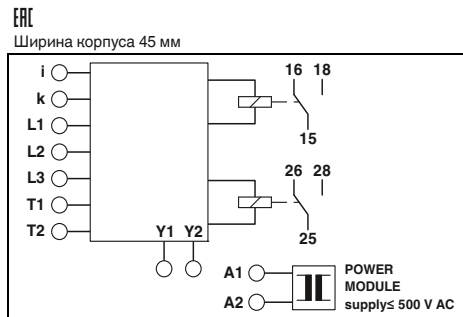 EAC
Ширина корпуса 45 мм
i
k
L1
L2
L3
T1
T2
Y1 Y2
16 18
15
26 28
25
A1
A2
POWER
MODULE
supply≤ 500 V AC